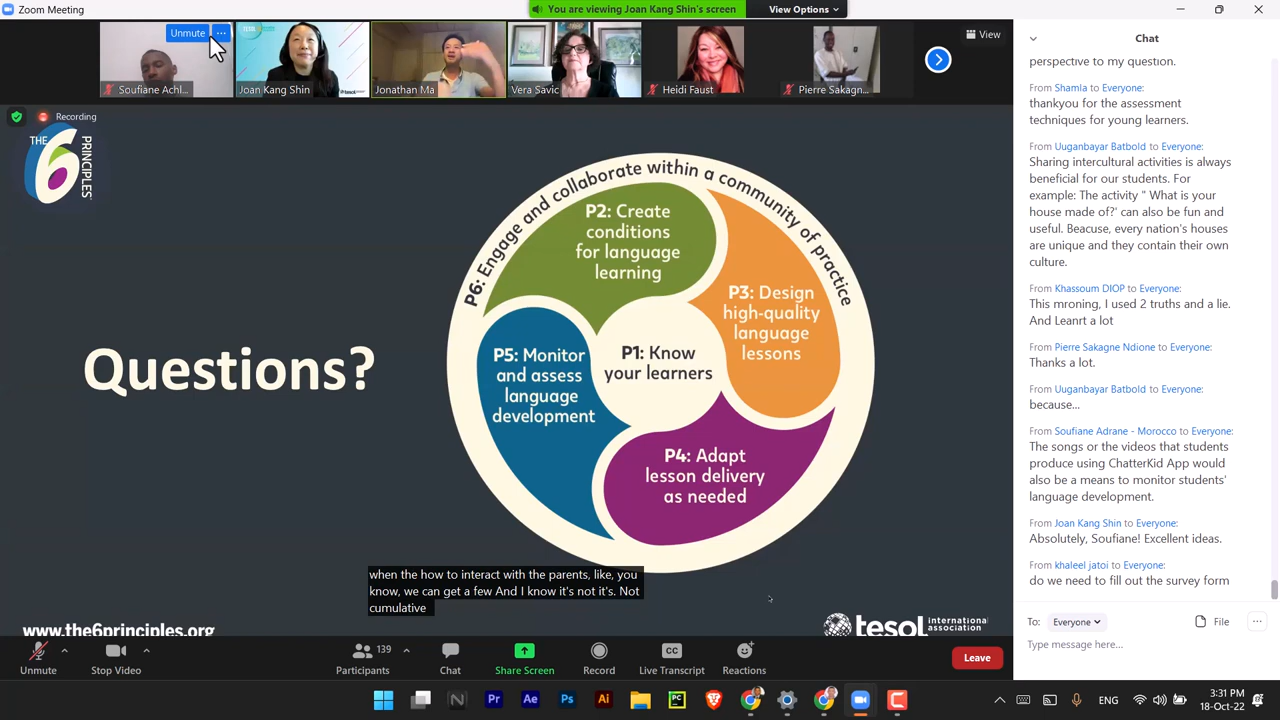 Zoom Meeting
You are viewing Joan Kang Shin's screen
View Options
Unmute
...
Soufiane Achl...
Joan Kang Shin
Jonathan Ma
Vera Savic
Heidi Faust
Pierre Sakagn...
View
Recording
THE
PRINCIPLES
Questions?
P6: Engage and collaborate within a community of practice
P2: Create
conditions
for language
learning
P3: Design
high-quality
language
lessons
P1: Know
your learners
P5: Monitor
and assess
language
development
P4: Adapt
lesson delivery
as needed
when the how to interact with the parents, like, you
know, we can get a few And I know it's not it's. Not
cumulative
www.the6principles.org
tesol international
association
Chat
perspective to my question.
From Shamla to Everyone:
thankyou for the assessment
techniques for young learners.
From Uuganbayar Batbold to Everyone:
Sharing intercultural activities is always
beneficial for our students. For
example: The activity " What is your
house made of?' can also be fun and
useful. Beacuse, every nation's houses
are unique and they contain their own
culture.
From Khassoum DIOP to Everyone:
This mroning, I used 2 truths and a lie.
And Leanrt a lot
From Pierre Sakagne Ndione to Everyone:
Thanks a lot.
From Uuganbayar Batbold to Everyone:
because...
From Soufiane Adrane - Morocco to Everyone:
The songs or the videos that students
produce using ChatterKid App would
also be a means to monitor students'
language development.
From Joan Kang Shin to Everyone:
Absolutely, Soufiane! Excellent ideas.
From khaleel jatoi to Everyone:
do we need to fill out the survey form
To: Everyone
File
...
Type message here...
Unmute
Stop Video
139
Participants
Chat
Share Screen
Record
CC
Live Transcript
Reactions
Leave
N
Pr
Ae
Ps
Ai
PC
ENG
3:31 PM
18-Oct-22